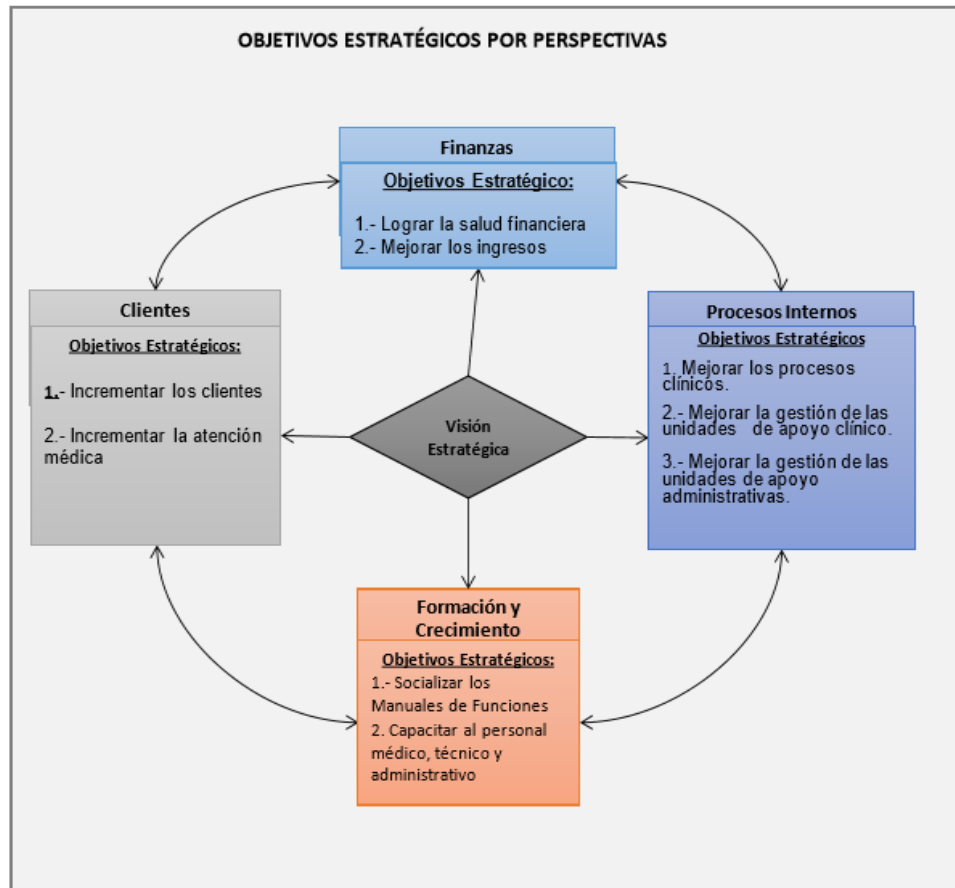 OBJETIVOS ESTRATÉGICOS POR PERSPECTIVAS
Finanzas
Objetivos Estratégico:
1.- Lograr la salud financiera
2.- Mejorar los ingresos
Clientes
Objetivos Estratégicos:
1.- Incrementar los clientes
2.- Incrementar la atención
médica
Visión
Estratégica
Procesos Internos
Objetivos Estratégicos
1. Mejorar los procesos
clínicos.
2.- Mejorar la gestión de las
unidades de apoyo clínico.
3.- Mejorar la gestión de las
unidades de apoyo
administrativas.
Formación y
Crecimiento
Objetivos Estratégicos:
1.- Socializar los
Manuales de Funciones
2. Capacitar al personal
médico, técnico y
administrativo